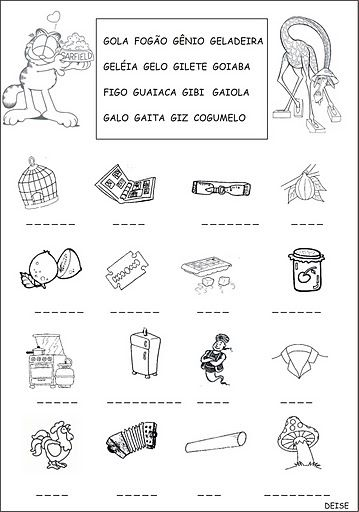 GARFIELD
GOLA FOGÃO GÊNIO GELADEIRA
GELÉIA GELO GILETE GOIABA
FIGO GUAIACA GIBI GAIOLA
GALO GAITA GIZ COGUMELO
DEISE